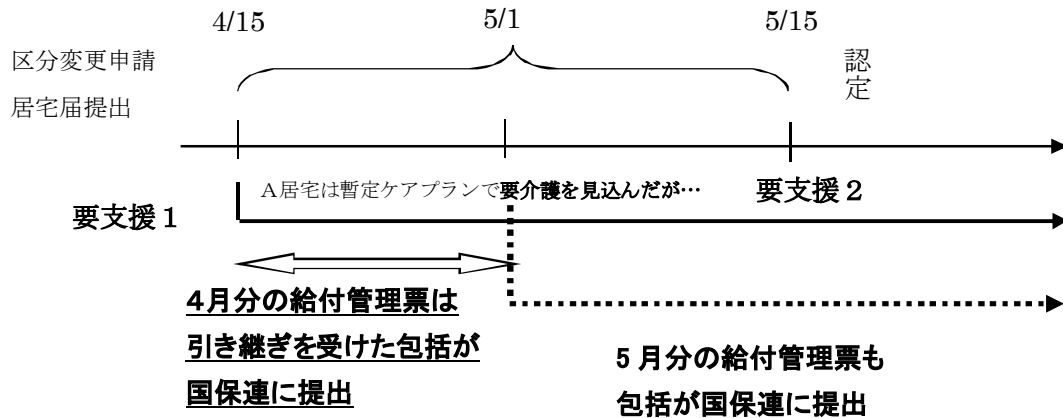 4/15
5/1
5/15
区分変更申請
居宅届提出
認定
A居宅は暫定ケアプランで要介護を見込んだが…
要支援2
要支援1
4月分の給付管理票は
引き継ぎを受けた包括が
国保連に提出
5月分の給付管理票も
包括が国保連に提出